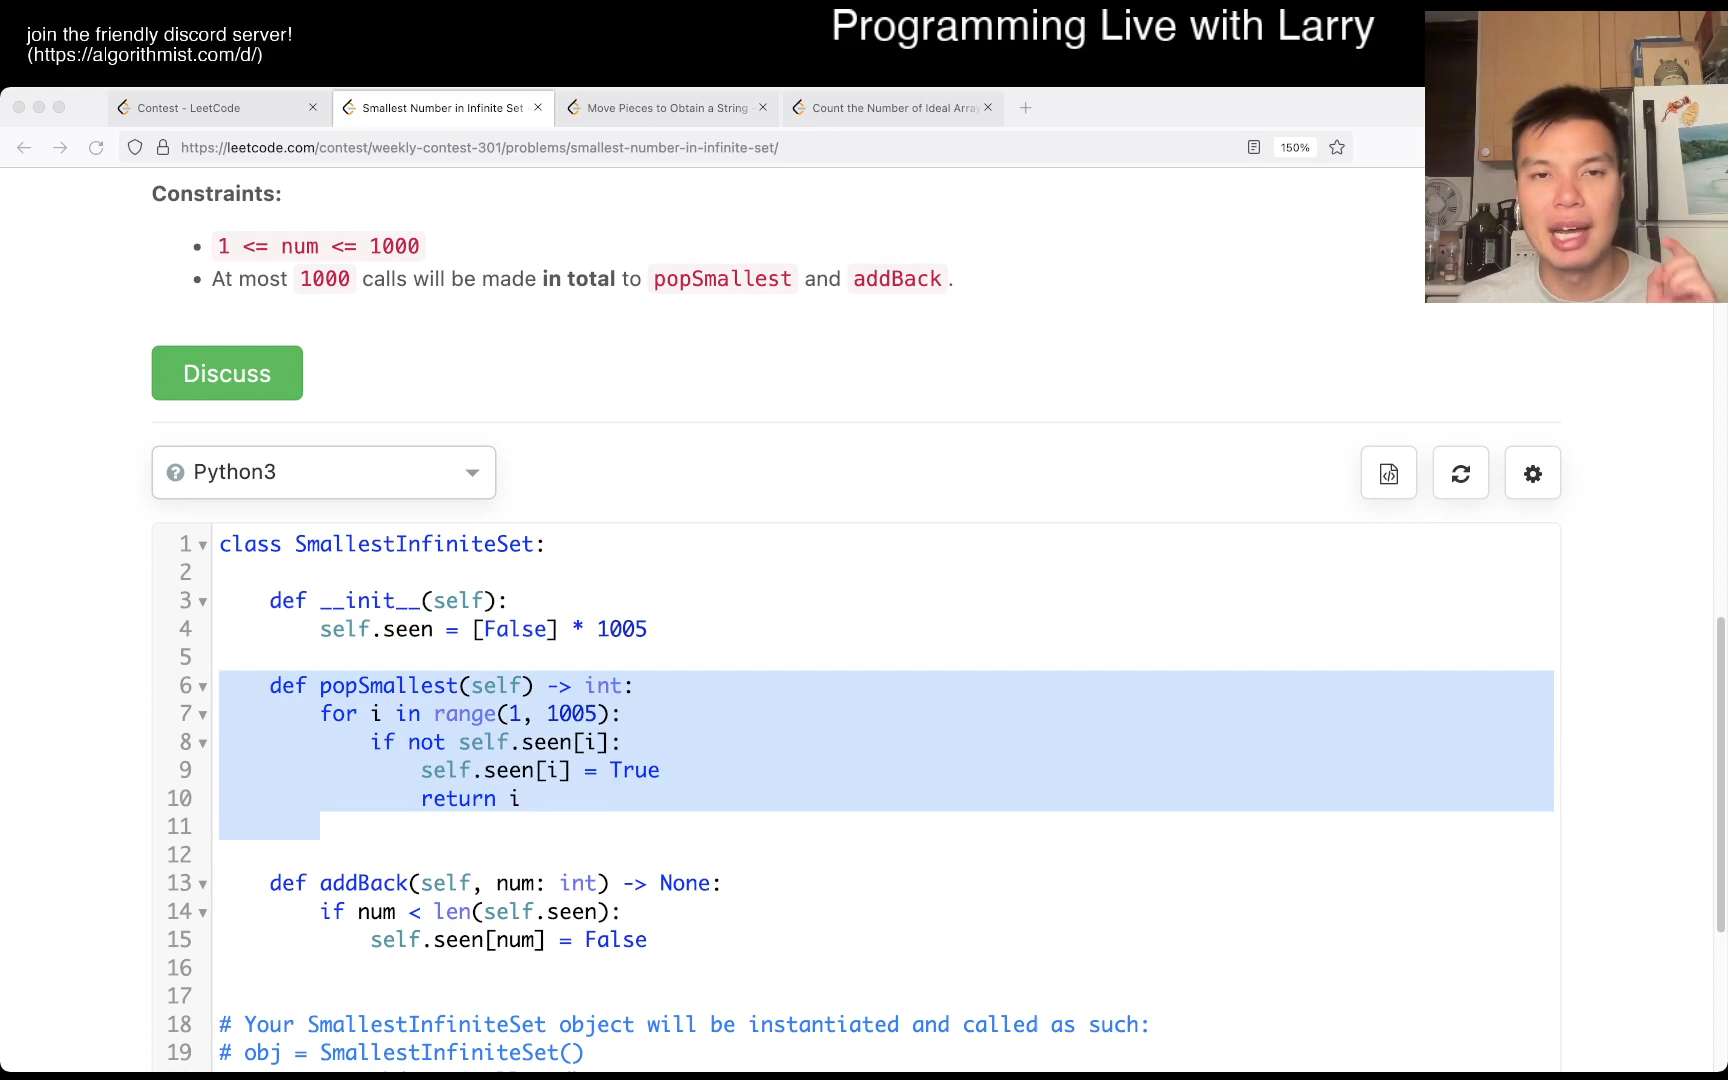 join the friendly discord server!
(https://algorithmist.com/d/)
Programming Live with Larry
Contest - LeetCode
Smallest Number in Infinite Set
Move Pieces to Obtain a String
Count the Number of Ideal Array
https://leetcode.com/contest/weekly-contest-301/problems/smallest-number-in-infinite-set/
150%
Constraints:
1 <= num <= 1000
At most 1000 calls will be made in total to popSmallest and addBack.
Discuss
Python3
1 class SmallestInfiniteSet:
2
3 def __init__(self):
4 self.seen = [False] * 1005
5
6 def popSmallest(self) -> int:
7 for i in range(1, 1005):
8 if not self.seen[i]:
9 self.seen[i] = True
10 return i
11
12
13 def addBack(self, num: int) -> None:
14 if num < len(self.seen):
15 self.seen[num] = False
16
17
18 # Your SmallestInfiniteSet object will be instantiated and called as such:
19 # obj = SmallestInfiniteSet()